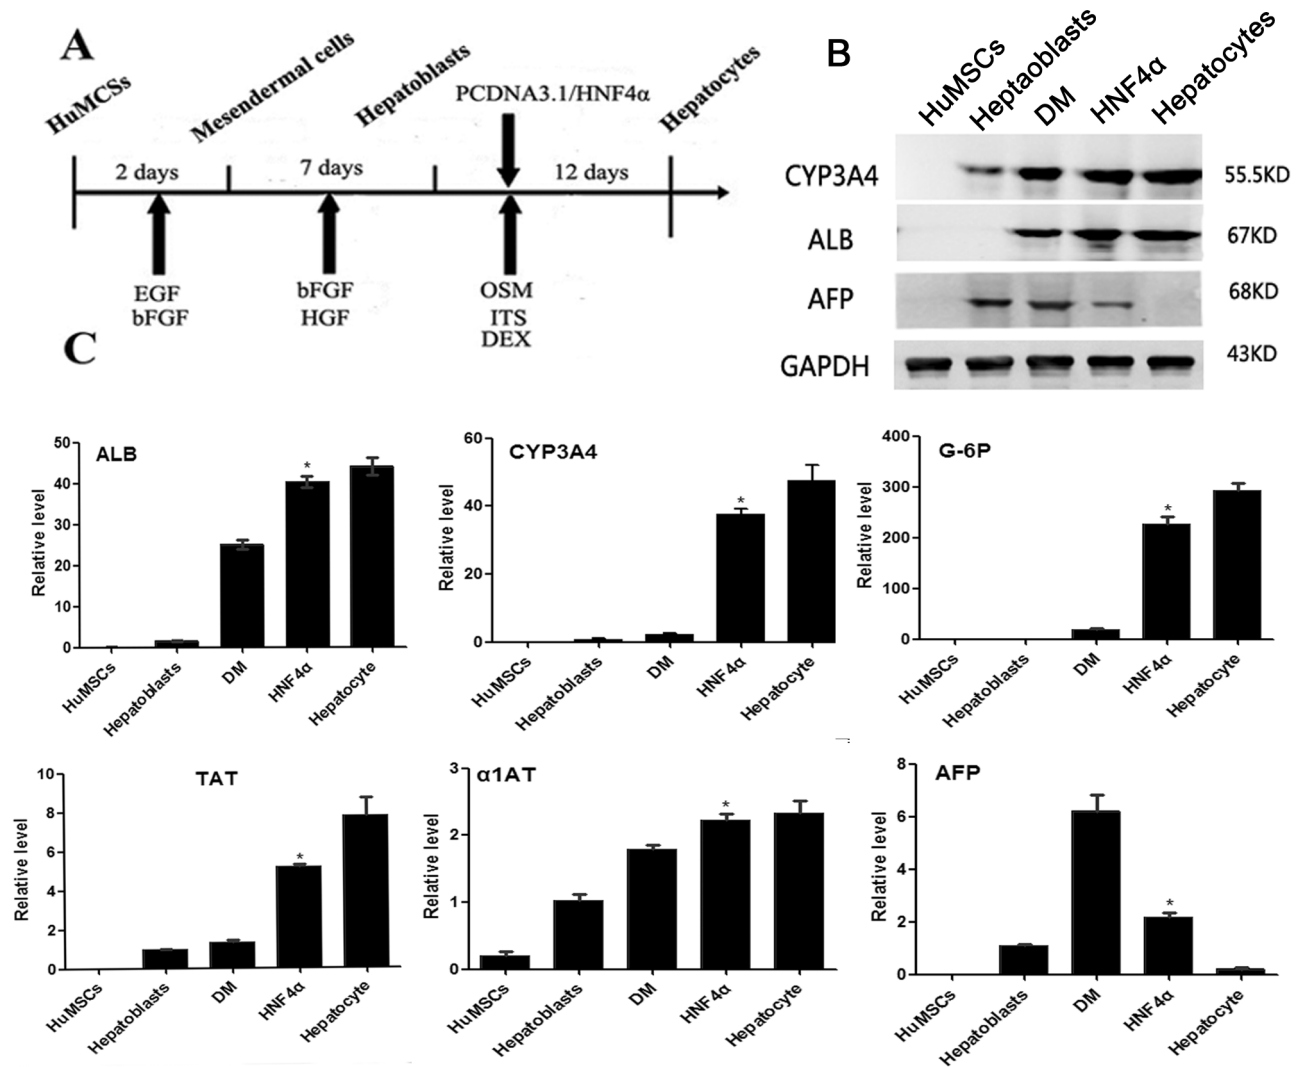 A
HuMCSs
Mesendermal cells
Hepatoblasts
PCDNA3.1/HNF4α
Hepatocytes
2 days
7 days
12 days
EGF
bFGF
bFGF
HGF
OSM
ITS
DEX
B
HuMSCs
Heptaoblasts
DM
HNF4α
Hepatocytes
CYP3A4
55.5KD
ALB
67KD
AFP
68KD
GAPDH
43KD
C
ALB
Relative level
50
40
30
20
10
0
*
HuMSCs
Hepatoblasts
DM
HNF4α
Hepatocyte
CYP3A4
Relative level
60
40
20
0
*
HuMSCs
Hepatoblasts
DM
HNF4α
Hepatocyte
G-6P
Relative level
400
300
200
100
0
*
HuMSCs
Hepatoblasts
DM
HNF4α
Hepatocyte
TAT
Relative level
10
8
6
4
2
0
*
HuMSCs
Hepatoblasts
DM
HNF4α
Hepatocyte
α1AT
Relative level
3
2
1
0
*
HuMSCs
Hepatoblasts
DM
HNF4α
Hepatocyte
AFP
Relative level
8
6
4
2
0
*
HuMSCs
Hepatoblasts
DM
HNF4α
Hepatocyte